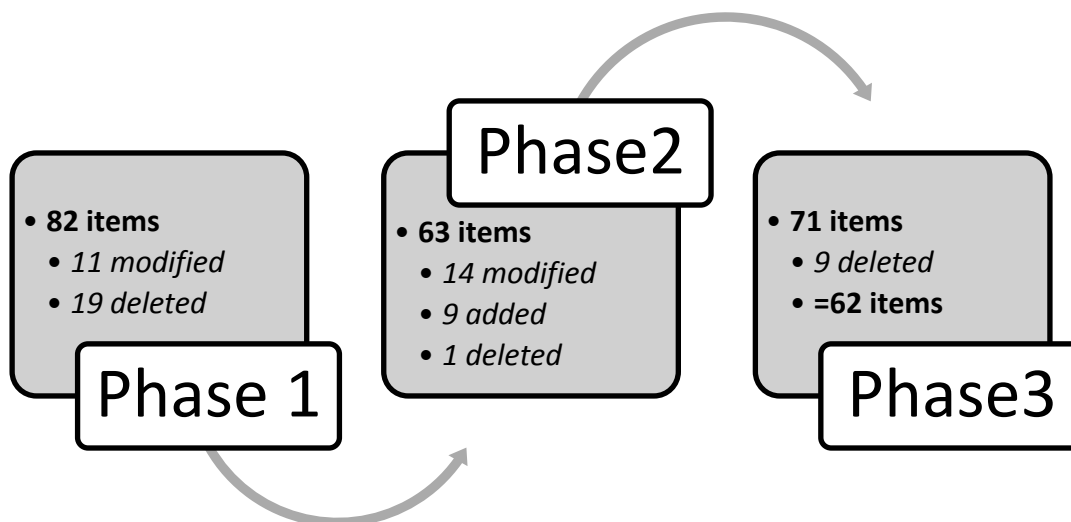 • 82 items
• 11 modified
• 19 deleted
Phase 1
Phase2
• 63 items
• 14 modified
• 9 added
• 1 deleted
• 71 items
• 9 deleted
• =62 items
Phase3